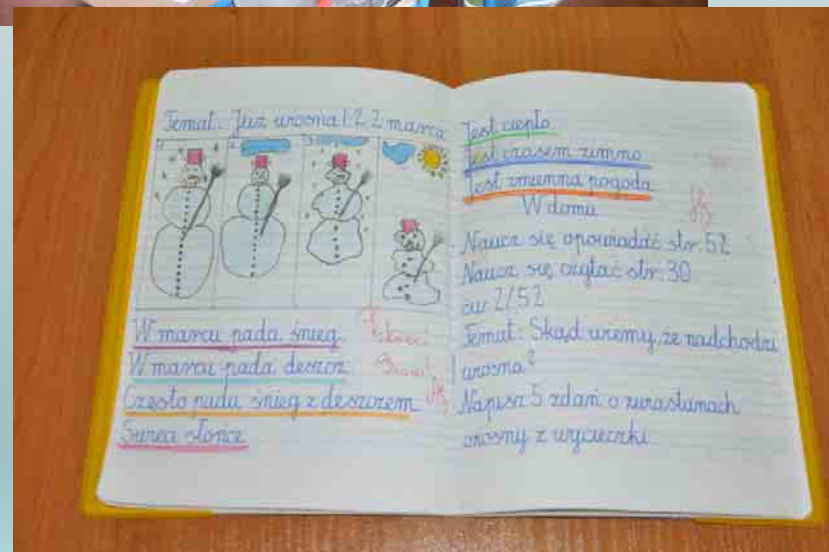 Temat: Już wiosna! 22 marca
W marcu pada śnieg.
W marcu pada deszcz.
Często pada śnieg z deszczem
Świeci słońce
Jest ciepło.
Jest czasem zimno.
Jest zmienna pogoda
W domu
Naucz się opowiadać str. 52
Naucz się czytać str. 30
ćw 2/52
Temat: Skąd wiemy, że nadchodzi
wiosna?
Napisz 5 zdań o zwiastunach
wiosny z wycieczki